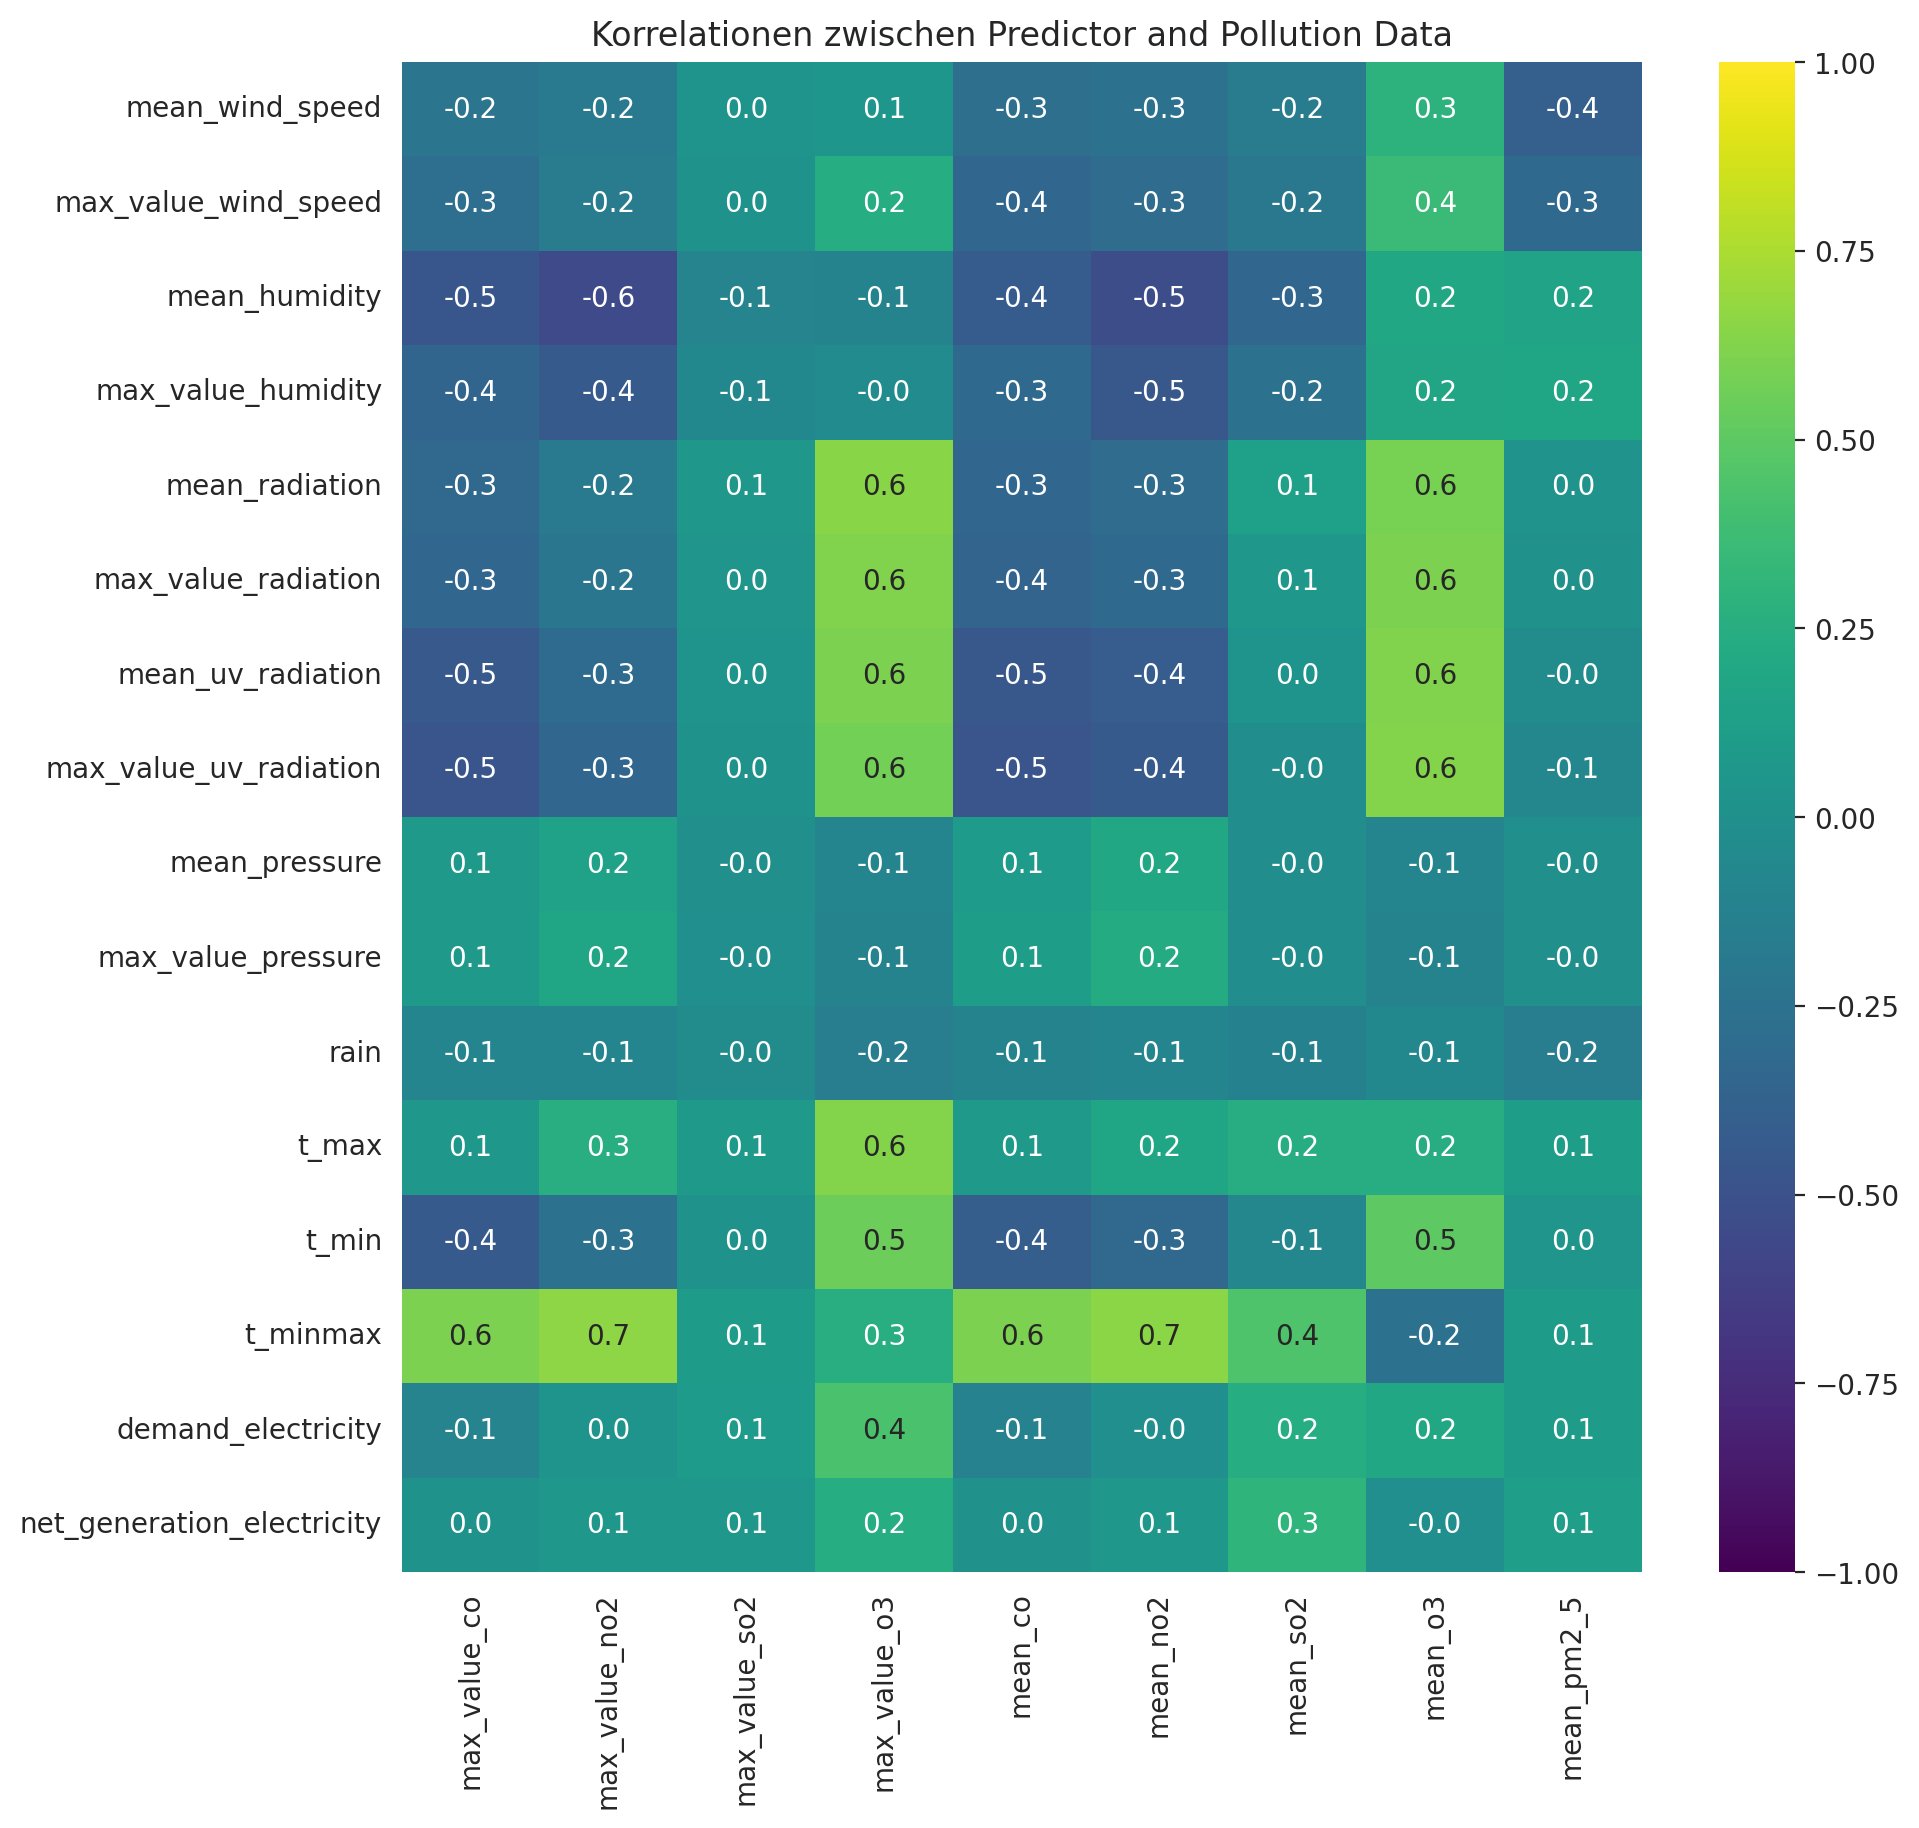 Korrelationen zwischen Predictor and Pollution Data
mean_wind_speed -0.2 -0.2 0.0 0.1 -0.3 -0.3 -0.2 0.3 -0.4
max_value_wind_speed -0.3 -0.2 0.0 0.2 -0.4 -0.3 -0.2 0.4 -0.3
mean_humidity -0.5 -0.6 -0.1 -0.1 -0.4 -0.5 -0.3 0.2 0.2
max_value_humidity -0.4 -0.4 -0.1 -0.0 -0.3 -0.5 -0.2 0.2 0.2
mean_radiation -0.3 -0.2 0.1 0.6 -0.3 -0.3 0.1 0.6 0.0
max_value_radiation -0.3 -0.2 0.0 0.6 -0.4 -0.3 0.1 0.6 0.0
mean_uv_radiation -0.5 -0.3 0.0 0.6 -0.5 -0.4 0.0 0.6 -0.0
max_value_uv_radiation -0.5 -0.3 0.0 0.6 -0.5 -0.4 -0.0 0.6 -0.1
mean_pressure 0.1 0.2 -0.0 -0.1 0.1 0.2 -0.0 -0.1 -0.0
max_value_pressure 0.1 0.2 -0.0 -0.1 0.1 0.2 -0.0 -0.1 -0.0
rain -0.1 -0.1 -0.0 -0.2 -0.1 -0.1 -0.1 -0.1 -0.2
t_max 0.1 0.3 0.1 0.6 0.1 0.2 0.2 0.2 0.1
t_min -0.4 -0.3 0.0 0.5 -0.4 -0.3 -0.1 0.5 0.0
t_minmax 0.6 0.7 0.1 0.3 0.6 0.7 0.4 -0.2 0.1
demand_electricity -0.1 0.0 0.1 0.4 -0.1 -0.0 0.2 0.2 0.1
net_generation_electricity 0.0 0.1 0.1 0.2 0.0 0.1 0.3 -0.0 0.1
max_value_co
max_value_no2
max_value_so2
max_value_o3
mean_co
mean_no2
mean_so2
mean_o3
mean_pm2_5
1.00
0.75
0.50
0.25
0.00
−0.25
−0.50
−0.75
−1.00